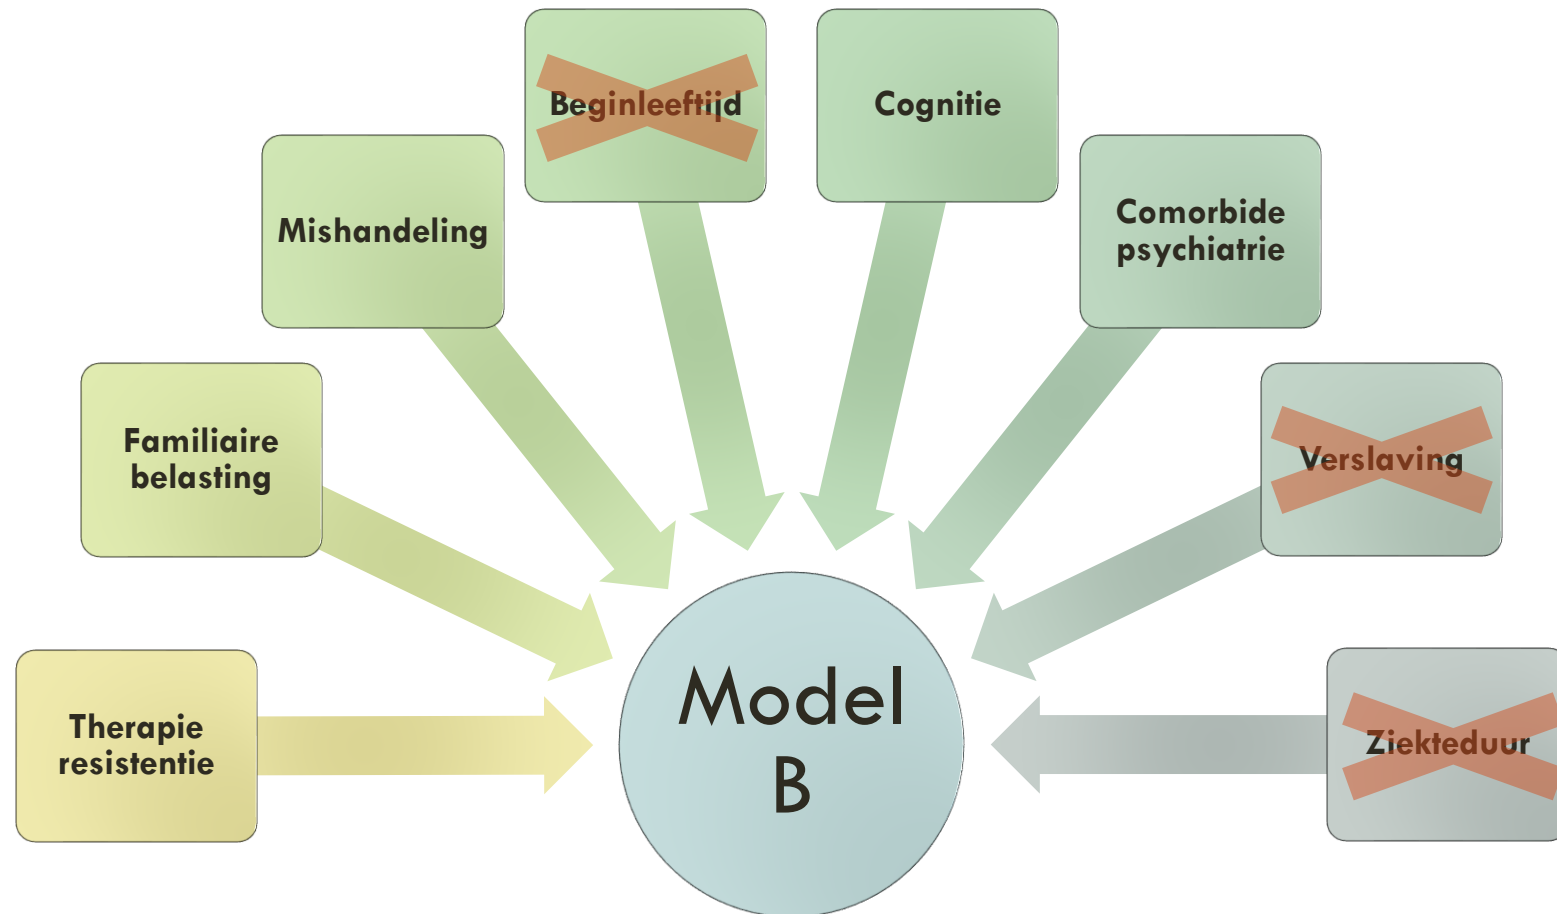 Beginleeftijd
Cognitie
Mishandeling
Comorbide
psychiatrie
Familiaire
belasting
Verslaving
Therapie
resistentie
Model
B
Ziekteduur